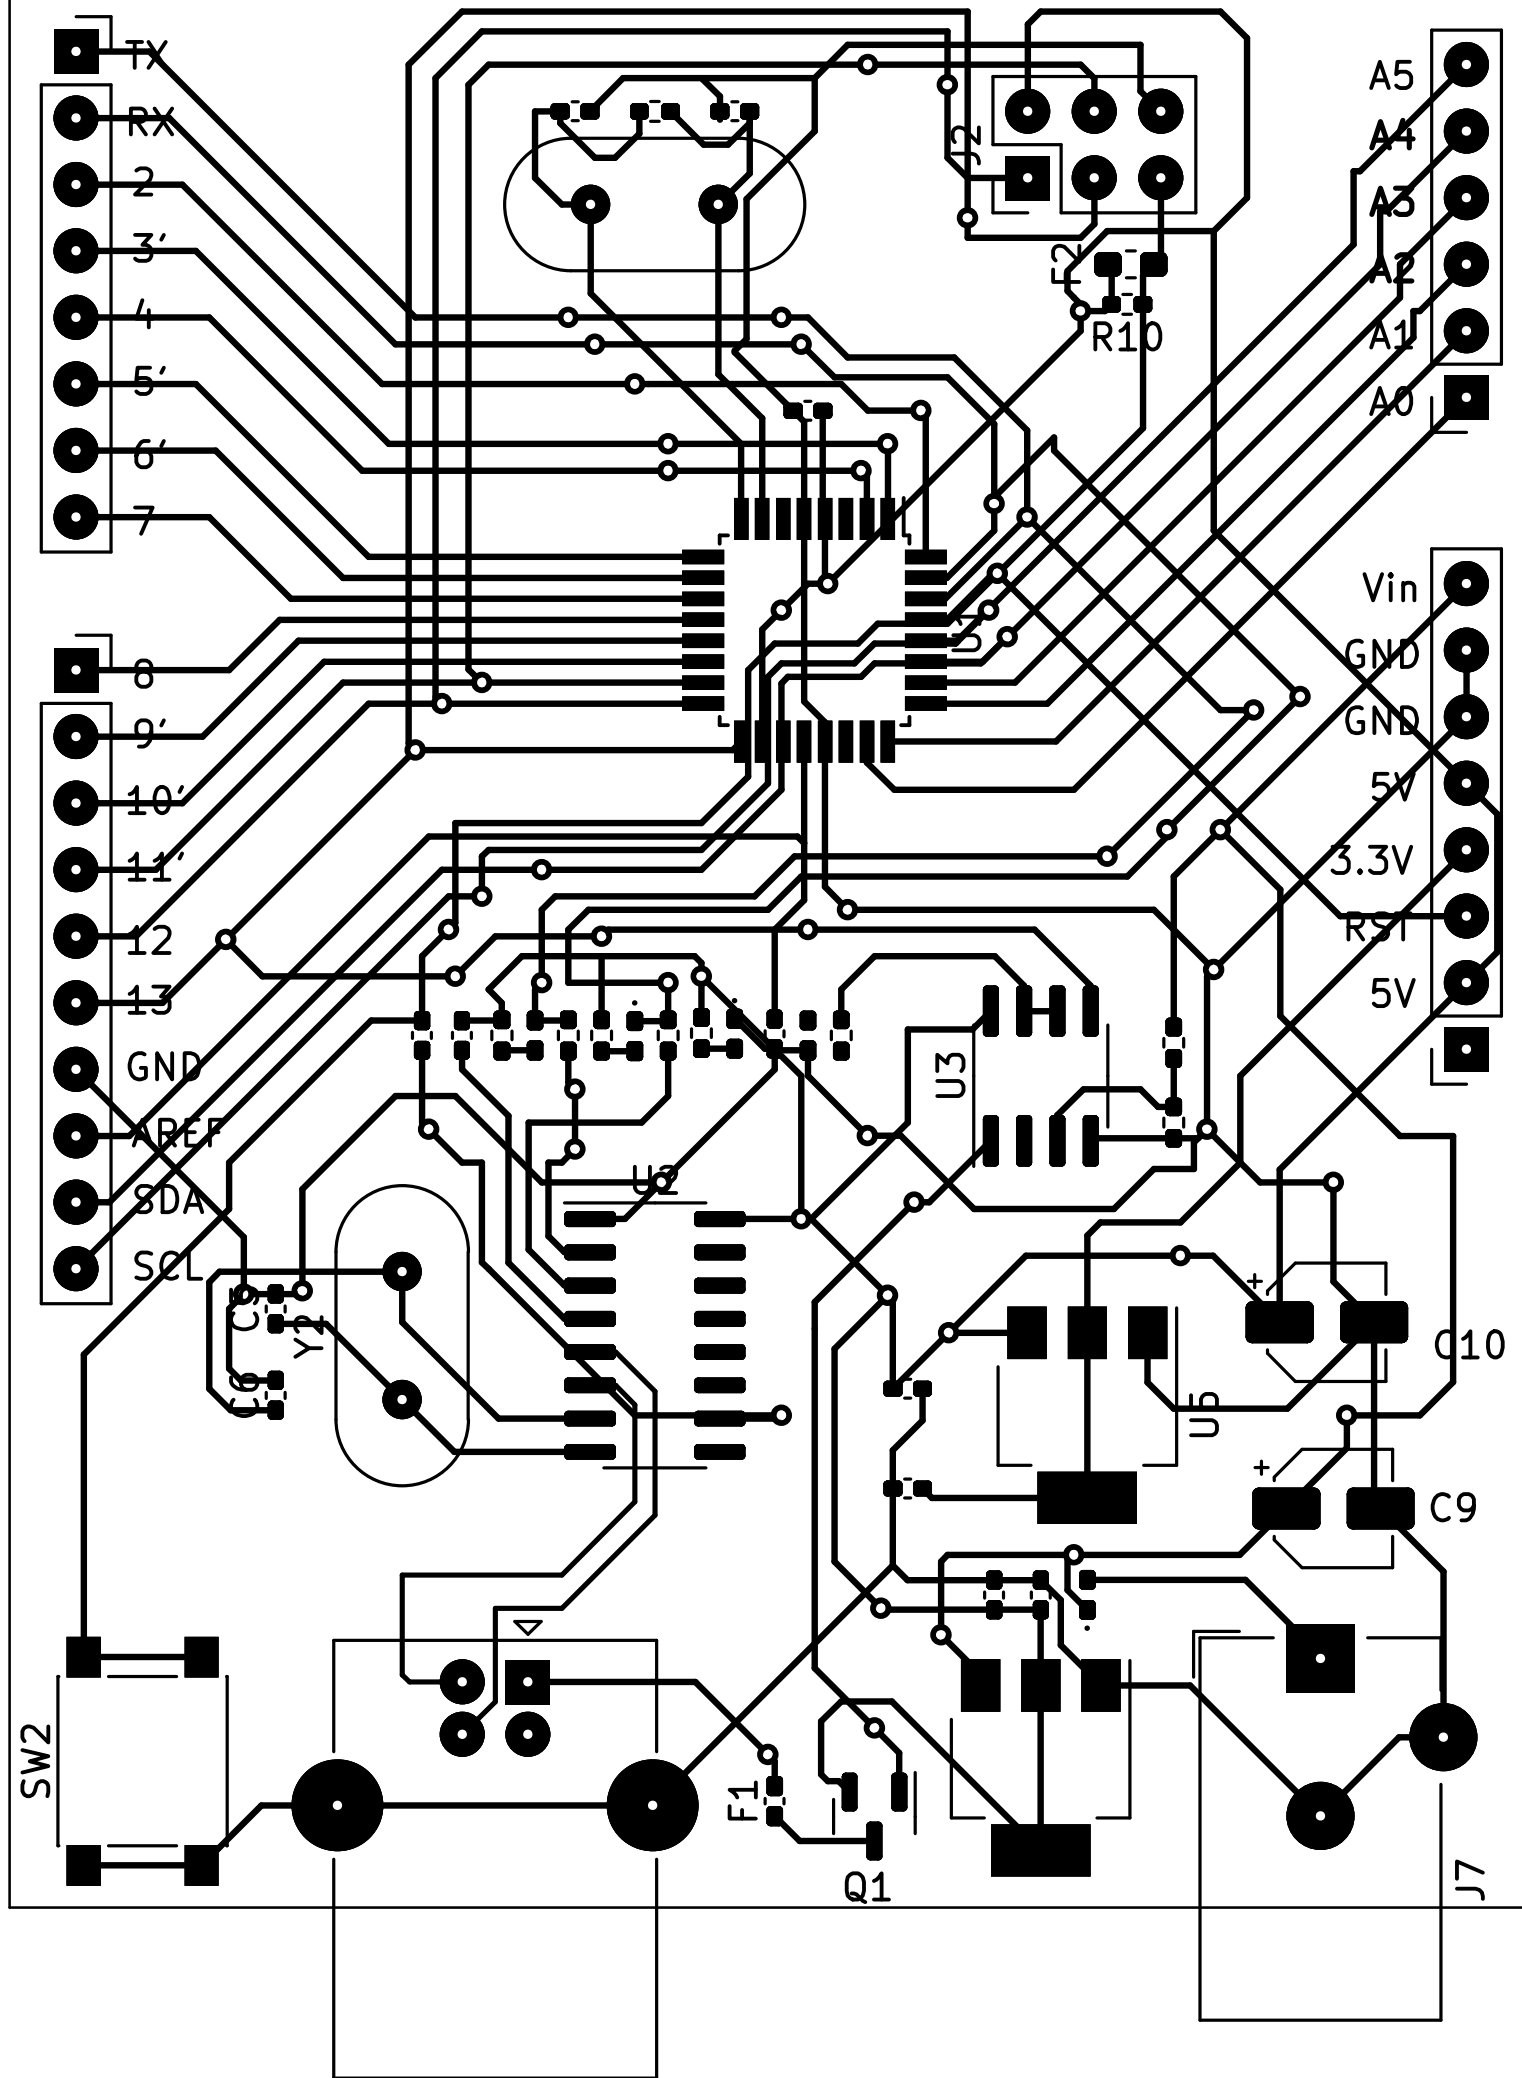 TX
RX
2
3'
4
5'
6'
7
8
9'
10'
11'
12
13
GND
AREF
SDA
SCL
J2
F2
R10
A5
A4
A3
A2
A1
A0
Vin
GND
GND
5V
3.3V
RST
5V
U1
U3
U2
C5
C6
Y2
+
C10
U5
+
C9
SW2
F1
Q1
J7